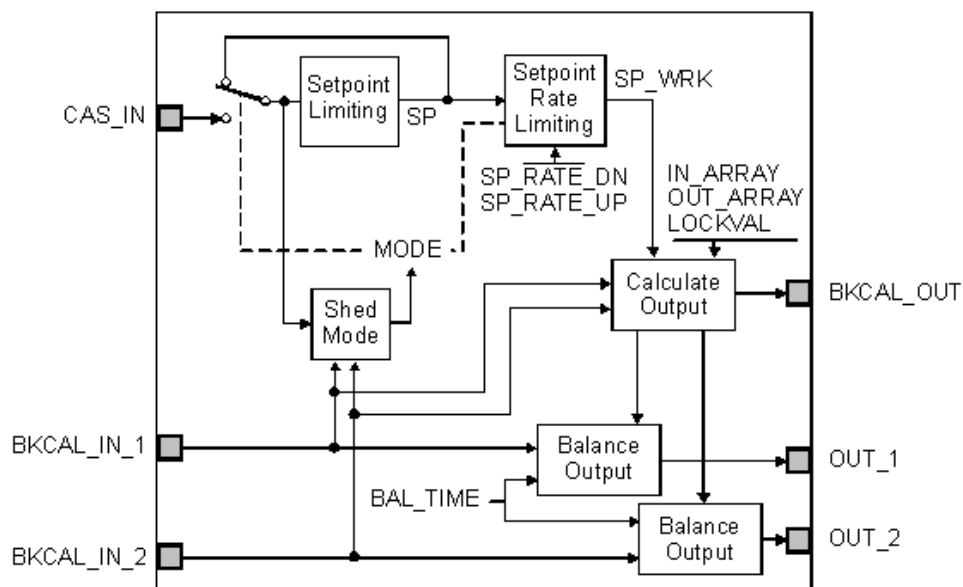 Setpoint
Limiting
Setpoint
Rate
Limiting
SP_WRK
CAS_IN
SP
SP_RATE_DN
SP_RATE_UP
IN_ARRAY
OUT_ARRAY
LOCKVAL
MODE
Calculate
Output
BKCAL_OUT
Shed
Mode
BKCAL_IN_1
Balance
Output
OUT_1
BAL_TIME
Balance
Output
OUT_2
BKCAL_IN_2